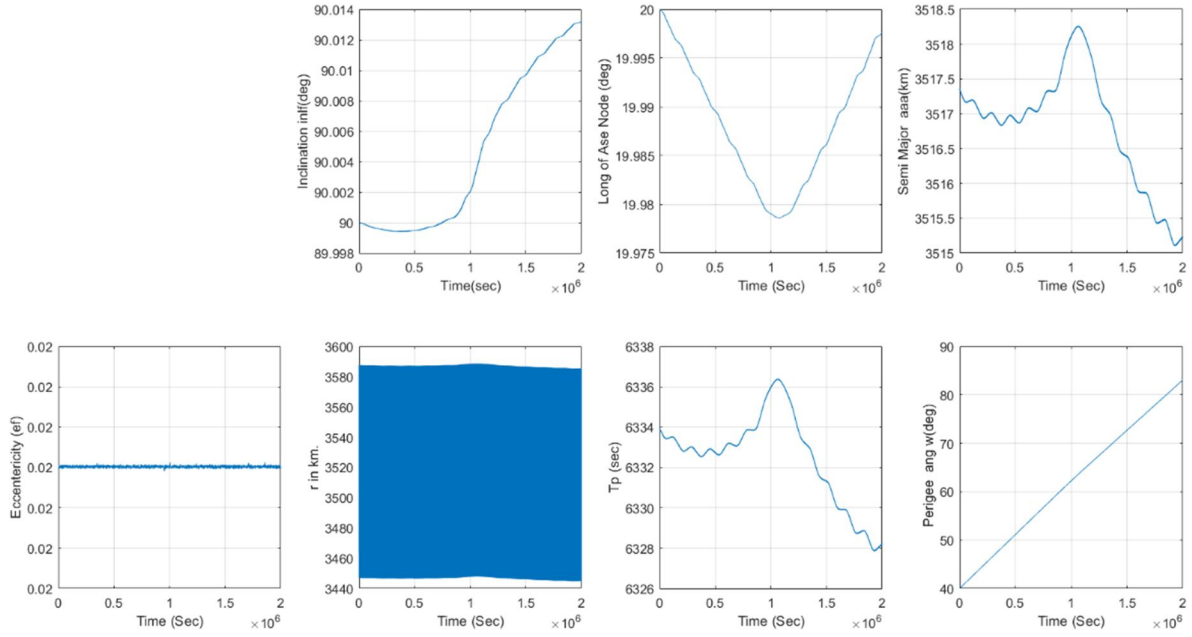 90.014
90.012
90.01
90.008
90.006
90.004
90.002
90
89.998
Inclination inff(deg)
0 0.5 1 1.5 2
Time(sec) ×10⁶
20
19.995
19.99
19.985
19.98
19.975
Long of Ase Node (deg)
0 0.5 1 1.5 2
Time (Sec) ×10⁶
3518.5
3518
3517.5
3517
3516.5
3516
3515.5
3515
Semi Major aaa(km)
0 0.5 1 1.5 2
Time (Sec) ×10⁶
0.02
0.02
0.02
0.02
0.02
0.02
0.02
Eccentericity (ef)
0 0.5 1 1.5 2
Time (Sec) ×10⁶
3600
3580
3560
3540
3520
3500
3480
3460
3440
r in km.
0 0.5 1 1.5 2
Time (Sec) ×10⁶
6338
6336
6334
6332
6330
6328
6326
Tp (sec)
0 0.5 1 1.5 2
Time (Sec) ×10⁶
90
80
70
60
50
40
Perigee ang w(deg)
0 0.5 1 1.5 2
Time (Sec) ×10⁶